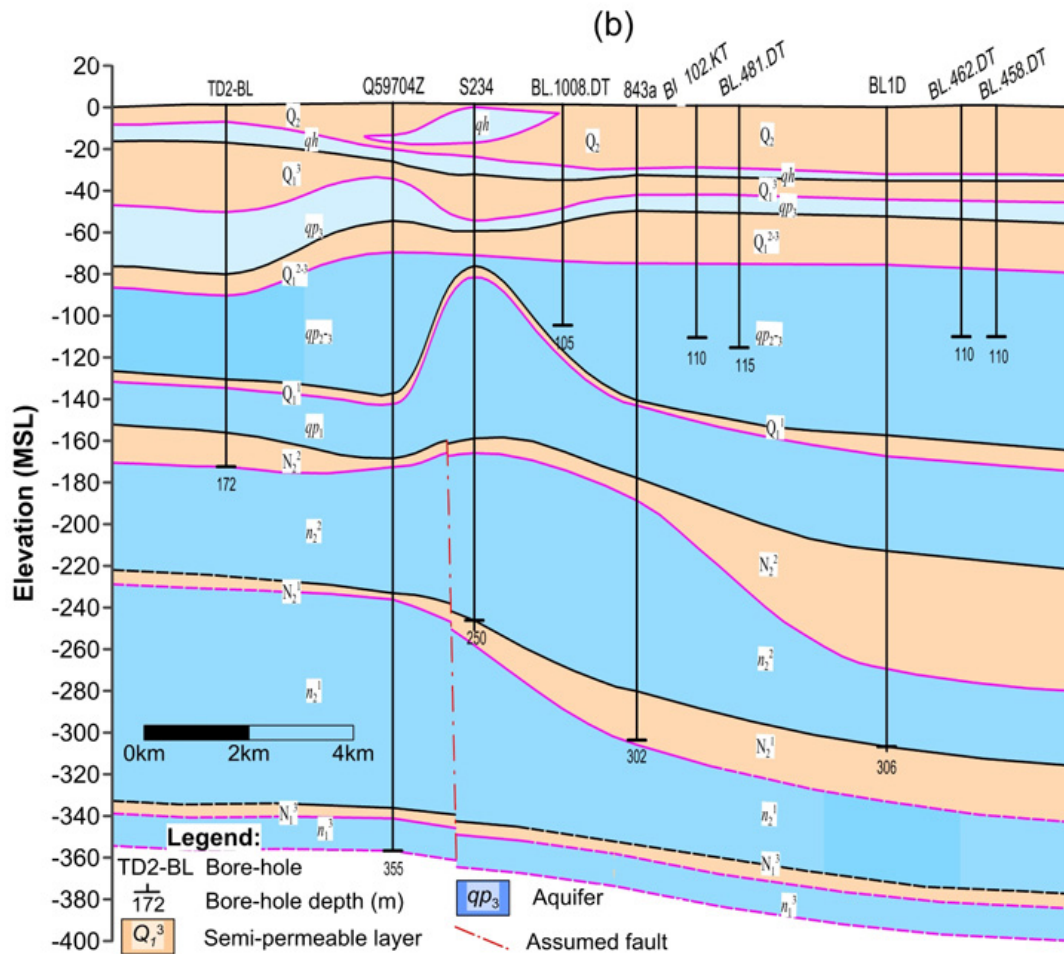 (b)
TD2-BL
Q59704Z
S234
BL.1008.DT
843a
BL 102.KT
BL.481.DT
BL1D
BL.462.DT
BL.458.DT
Elevation (MSL)
20
0
-20
-40
-60
-80
-100
-120
-140
-160
-180
-200
-220
-240
-260
-280
-300
-320
-340
-360
-380
-400
Q₂
qh
Q₁³
qp₃
Q₁²⁻³
qp₂₋₃
Q₁¹
qp₁
N₂²
n₂²
N₂¹
n₂¹
N₁³
n₁³
qh
Q₂
Q₂
qh
Q₁³
qp₃
Q₁²⁻³
qp₂₋₃
Q₁¹
N₂²
n₂²
N₂¹
n₂¹
N₁³
n₁³
172
355
250
105
302
110
115
306
110
110
0km 2km 4km
Legend:
TD2-BL Bore-hole
172 Bore-hole depth (m)
Q₁³ Semi-permeable layer
qp₃ Aquifer
Assumed fault